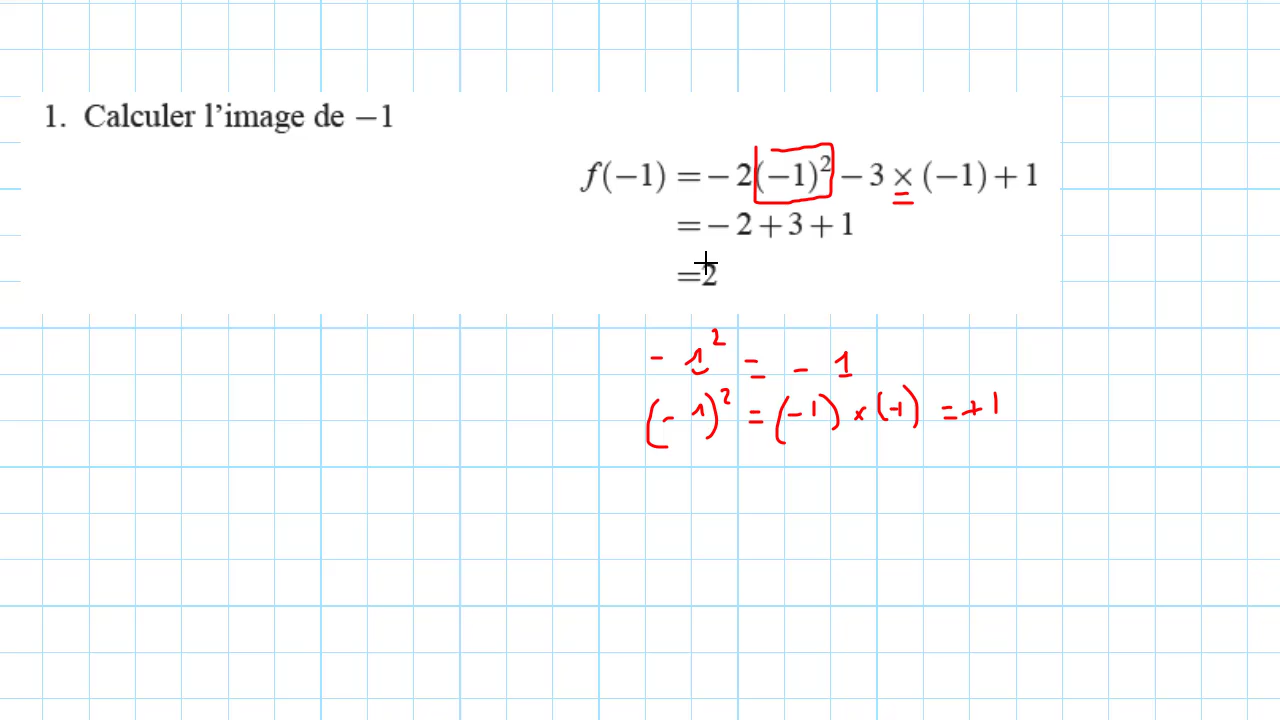 1. Calculer l'image de −1
f(−1) = −2(−1)² − 3 × (−1) + 1
= −2 + 3 + 1
=2
- 1² = - 1
(- 1)² = (-1) × (-1) = +1